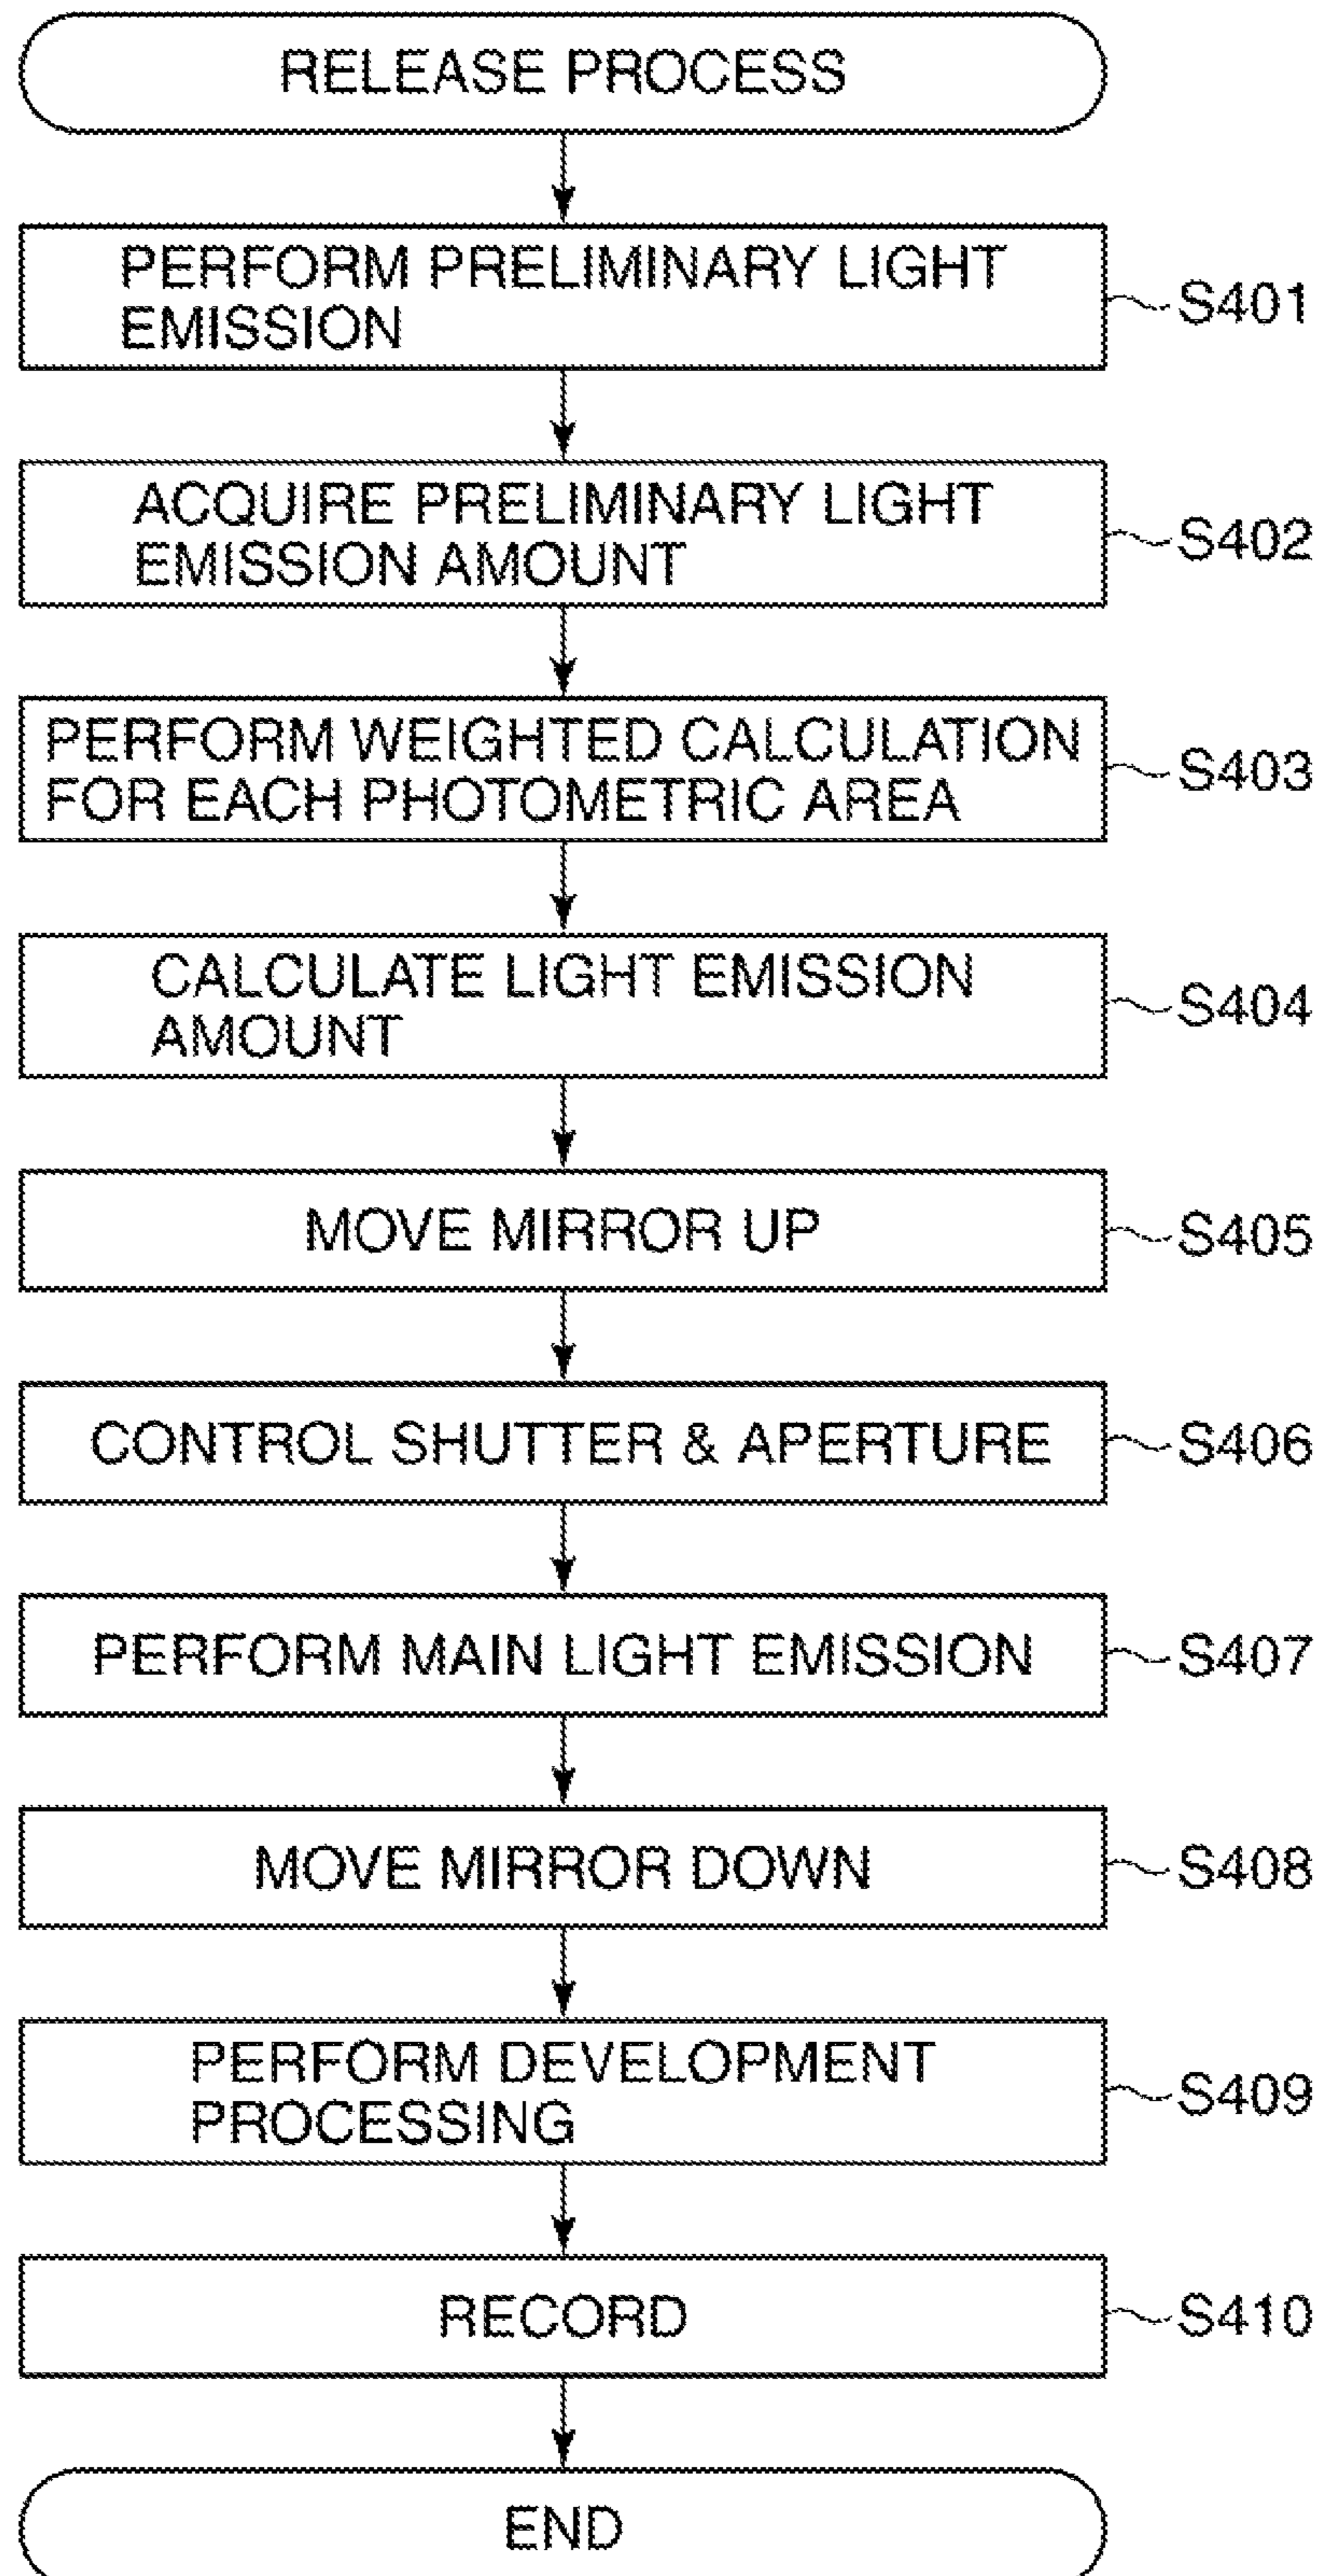 RELEASE PROCESS
PERFORM PRELIMINARY LIGHT
EMISSION
S401
ACQUIRE PRELIMINARY LIGHT
EMISSION AMOUNT
S402
PERFORM WEIGHTED CALCULATION
FOR EACH PHOTOMETRIC AREA
S403
CALCULATE LIGHT EMISSION
AMOUNT
S404
MOVE MIRROR UP
S405
CONTROL SHUTTER & APERTURE
S406
PERFORM MAIN LIGHT EMISSION
S407
MOVE MIRROR DOWN
S408
PERFORM DEVELOPMENT
PROCESSING
S409
RECORD
S410
END